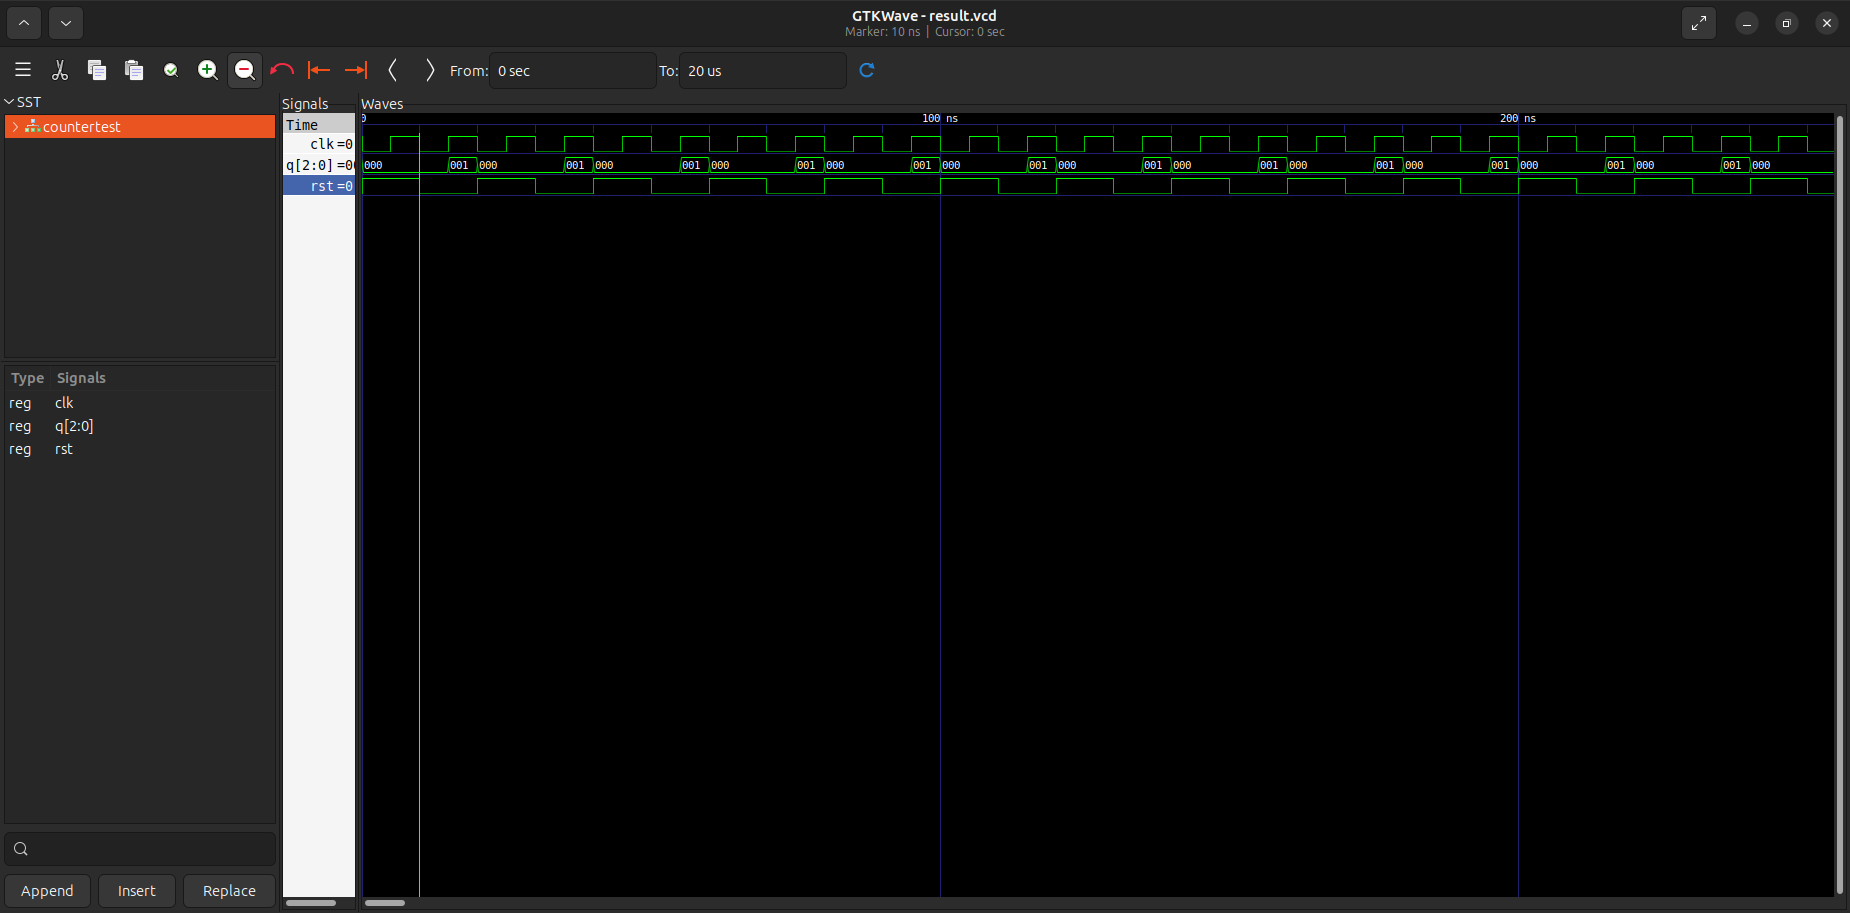 GTKWave - result.vcd
Marker: 10 ns | Cursor: 0 sec
From: 0 sec To: 20 us
SST
countertest
Type Signals
reg clk
reg q[2:0]
reg rst
Append Insert Replace
Signals
Time
clk =0
q[2:0] =00
rst =0
Waves
0 100 ns 200 ns
000 001 000 001 000 001 000 001 000 001 000 001 000 001 000 001 000 001 000 001 000 001 000 001 000